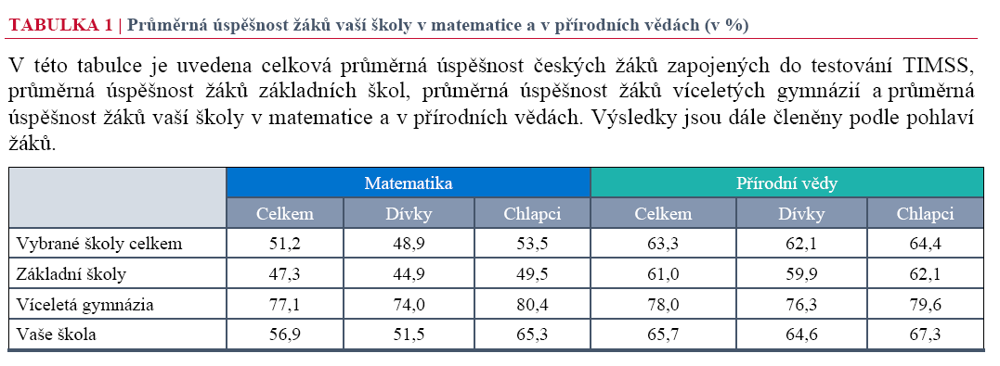 TABULKA 1 | Průměrná úspěšnost žáků vaší školy v matematice a v přírodních vědách (v %)
V této tabulce je uvedena celková průměrná úspěšnost českých žáků zapojených do testování TIMSS,
průměrná úspěšnost žáků základních škol, průměrná úspěšnost žáků víceletých gymnázií a průměrná
úspěšnost žáků vaší školy v matematice a v přírodních vědách. Výsledky jsou dále členěny podle pohlaví
žáků.
Matematika Přírodní vědy
Celkem Dívky Chlapci Celkem Dívky Chlapci
Vybrané školy celkem 51,2 48,9 53,5 63,3 62,1 64,4
Základní školy 47,3 44,9 49,5 61,0 59,9 62,1
Víceletá gymnázia 77,1 74,0 80,4 78,0 76,3 79,6
Vaše škola 56,9 51,5 65,3 65,7 64,6 67,3